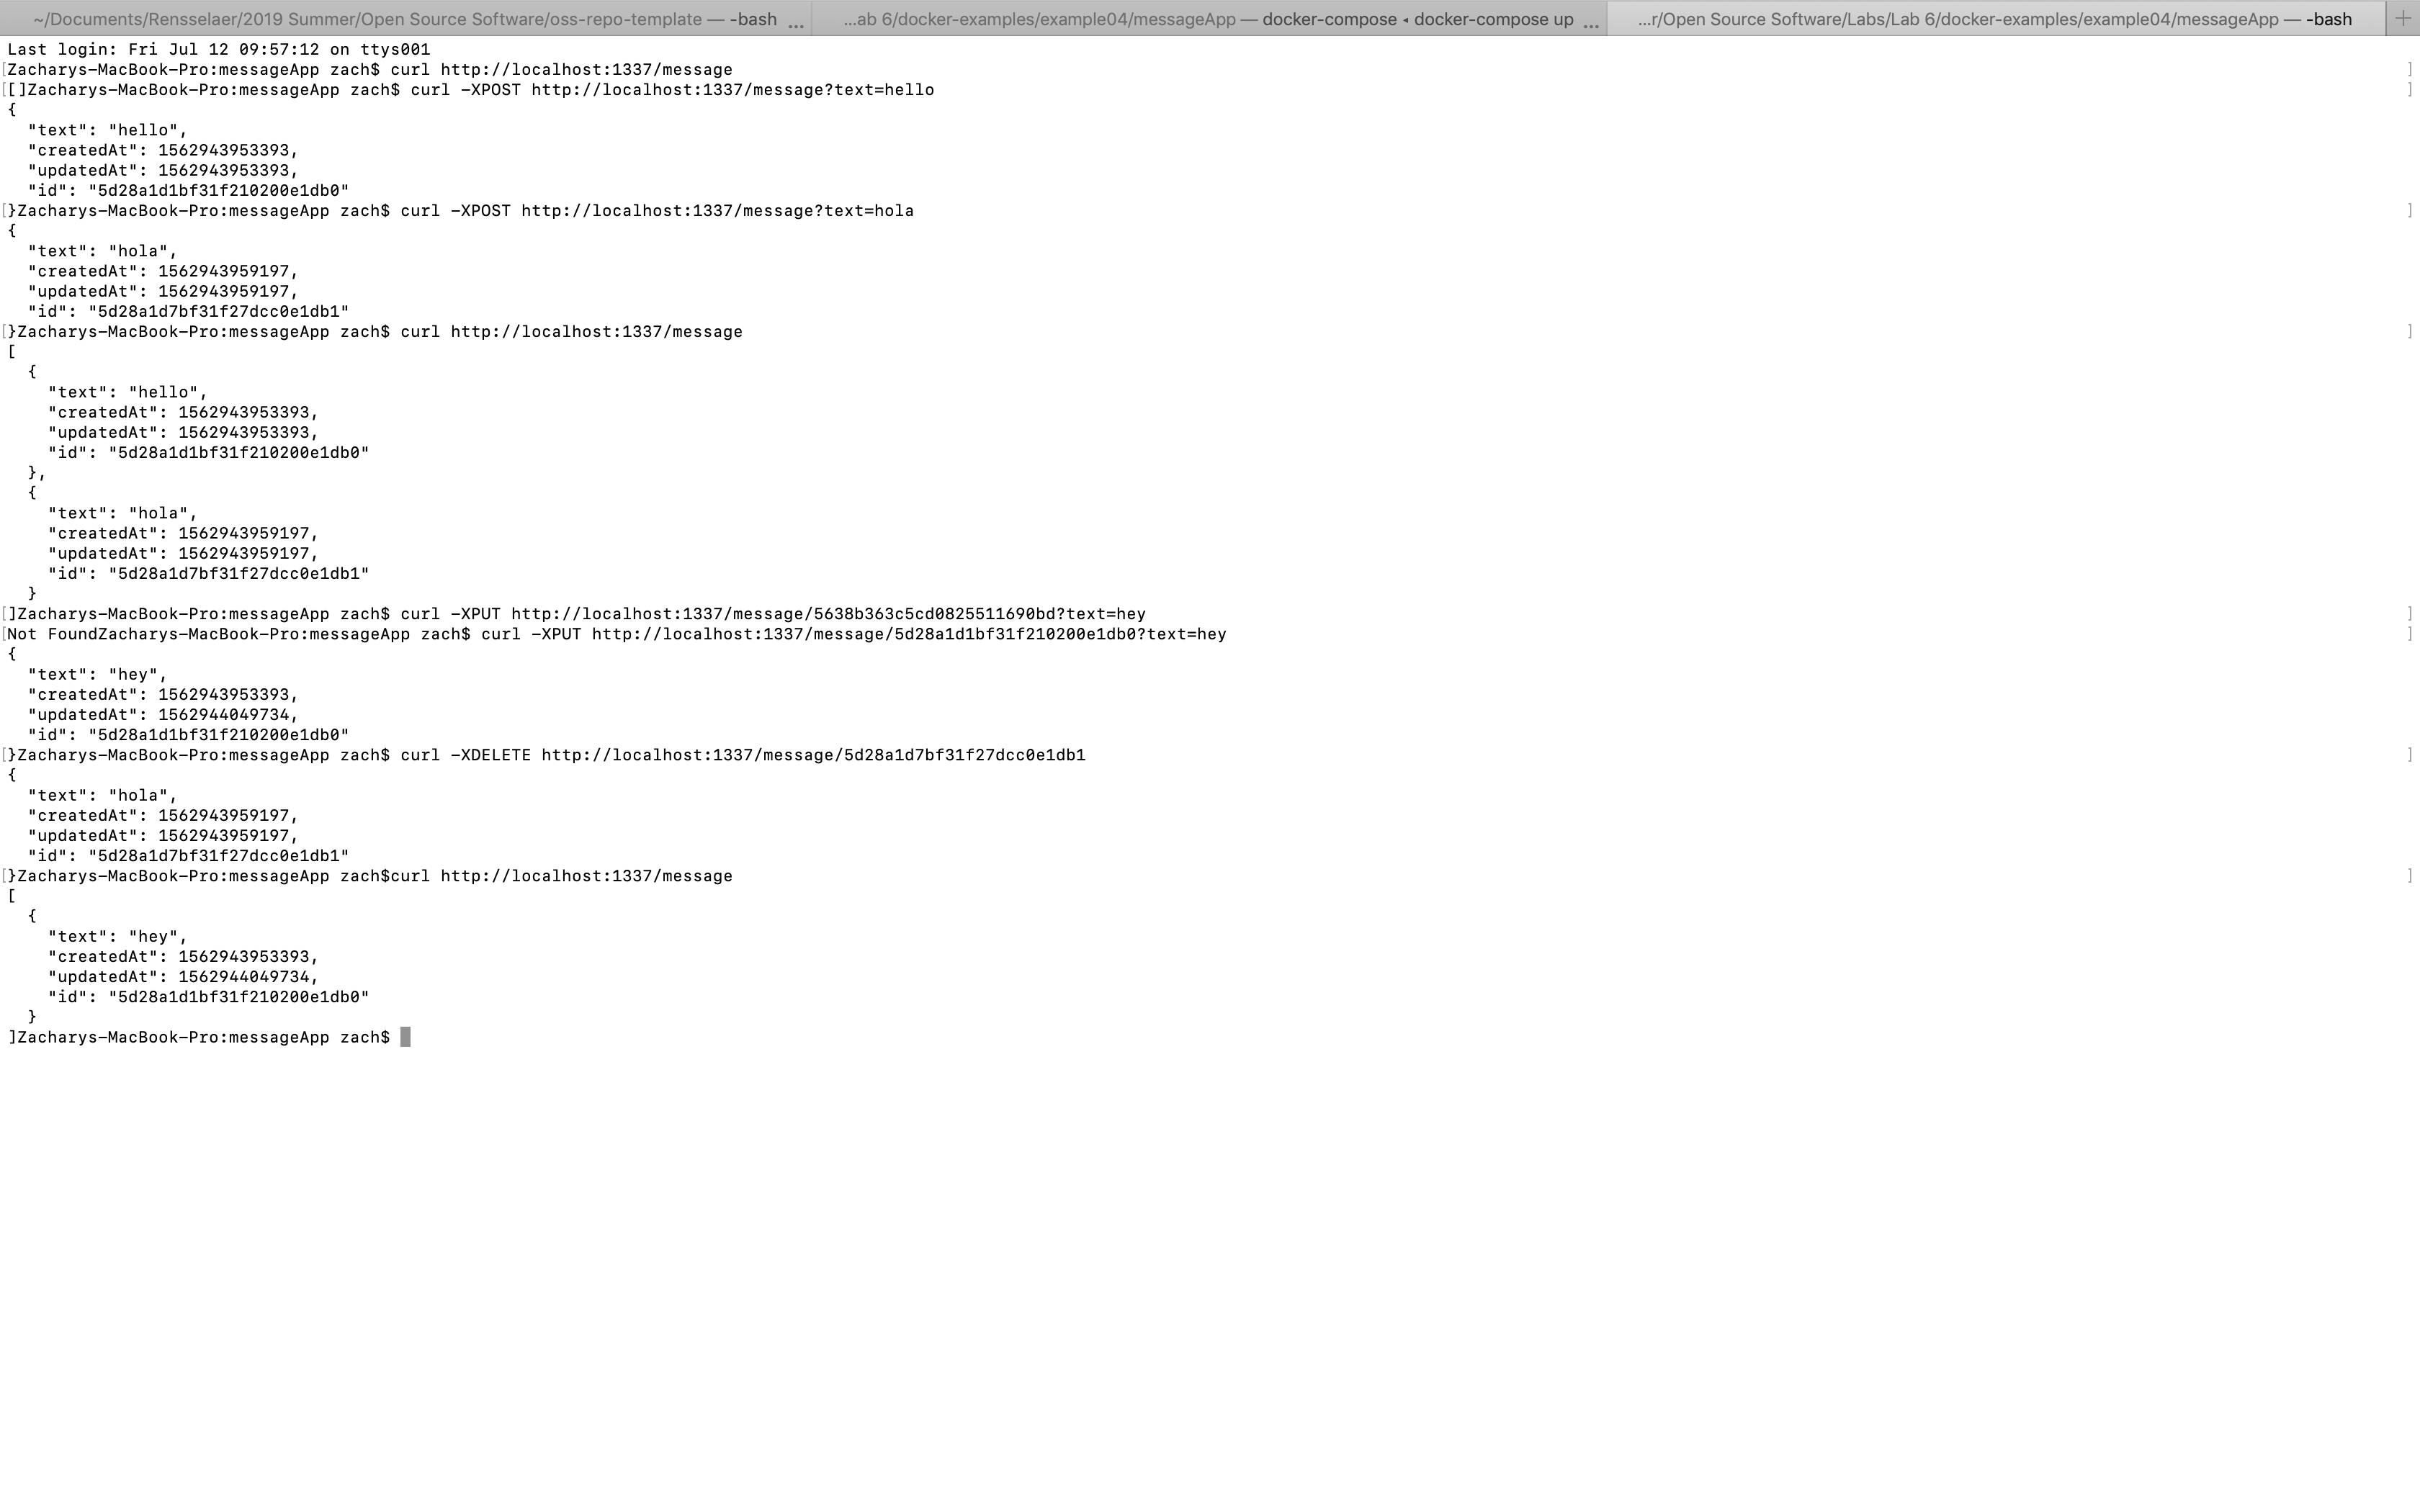 ~/Documents/Rensselaer/2019 Summer/Open Source Software/oss-repo-template — -bash ...
...ab 6/docker-examples/example04/messageApp — docker-compose ◂ docker-compose up ...
...r/Open Source Software/Labs/Lab 6/docker-examples/example04/messageApp — -bash +
Last login: Fri Jul 12 09:57:12 on ttys001
[Zacharys-MacBook-Pro:messageApp zach$ curl http://localhost:1337/message ]
[[]Zacharys-MacBook-Pro:messageApp zach$ curl -XPOST http://localhost:1337/message?text=hello ]
{
  "text": "hello",
  "createdAt": 1562943953393,
  "updatedAt": 1562943953393,
  "id": "5d28a1d1bf31f210200e1db0"
[}Zacharys-MacBook-Pro:messageApp zach$ curl -XPOST http://localhost:1337/message?text=hola ]
{
  "text": "hola",
  "createdAt": 1562943959197,
  "updatedAt": 1562943959197,
  "id": "5d28a1d7bf31f27dcc0e1db1"
[}Zacharys-MacBook-Pro:messageApp zach$ curl http://localhost:1337/message ]
[
  {
    "text": "hello",
    "createdAt": 1562943953393,
    "updatedAt": 1562943953393,
    "id": "5d28a1d1bf31f210200e1db0"
  },
  {
    "text": "hola",
    "createdAt": 1562943959197,
    "updatedAt": 1562943959197,
    "id": "5d28a1d7bf31f27dcc0e1db1"
  }
[]Zacharys-MacBook-Pro:messageApp zach$ curl -XPUT http://localhost:1337/message/5638b363c5cd0825511690bd?text=hey ]
[Not FoundZacharys-MacBook-Pro:messageApp zach$ curl -XPUT http://localhost:1337/message/5d28a1d1bf31f210200e1db0?text=hey ]
{
  "text": "hey",
  "createdAt": 1562943953393,
  "updatedAt": 1562944049734,
  "id": "5d28a1d1bf31f210200e1db0"
[}Zacharys-MacBook-Pro:messageApp zach$ curl -XDELETE http://localhost:1337/message/5d28a1d7bf31f27dcc0e1db1 ]
{
  "text": "hola",
  "createdAt": 1562943959197,
  "updatedAt": 1562943959197,
  "id": "5d28a1d7bf31f27dcc0e1db1"
[}Zacharys-MacBook-Pro:messageApp zach$curl http://localhost:1337/message ]
[
  {
    "text": "hey",
    "createdAt": 1562943953393,
    "updatedAt": 1562944049734,
    "id": "5d28a1d1bf31f210200e1db0"
  }
]Zacharys-MacBook-Pro:messageApp zach$